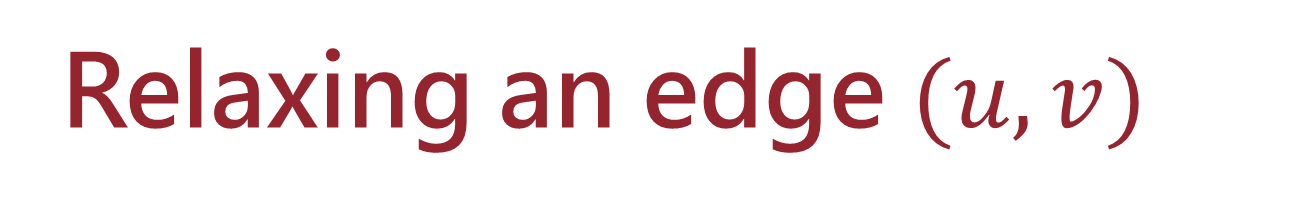 Relaxing an edge (𝑢, 𝑣)